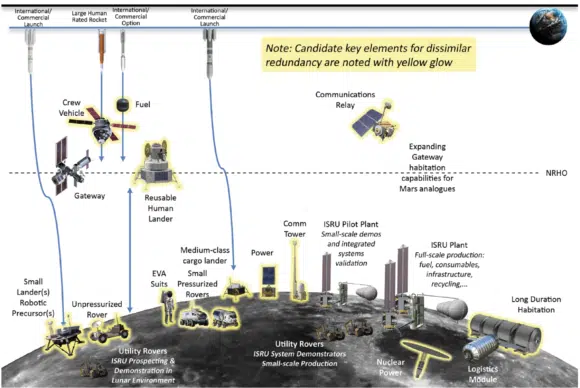 International/
Commercial
Launch
Large Human
Rated Rocket
International/
Commercial
Option
International/
Commercial
Launch
Note: Candidate key elements for dissimilar
redundancy are noted with yellow glow
Crew
Vehicle
Fuel
Communications
Relay
Expanding
Gateway
habitation
capabilities for
Mars analogues
NRHO
Gateway
Reusable
Human
Lander
Small
Lander(s)
Robotic
Precursor(s)
Unpressurized
Rover
EVA
Suits
Medium-class
cargo lander
Small
Pressurized
Rovers
Power
Comm
Tower
ISRU Pilot Plant
Small-scale demos
and integrated
systems
validation
ISRU Plant
Full-scale production:
fuel, consumables,
infrastructure,
recycling,...
Long Duration
Habitation
Utility Rovers
ISRU Prospecting &
Demonstration in
Lunar Environment
Utility Rovers
ISRU System Demonstrators
Small-scale Production
Nuclear
Power
Logistics
Module